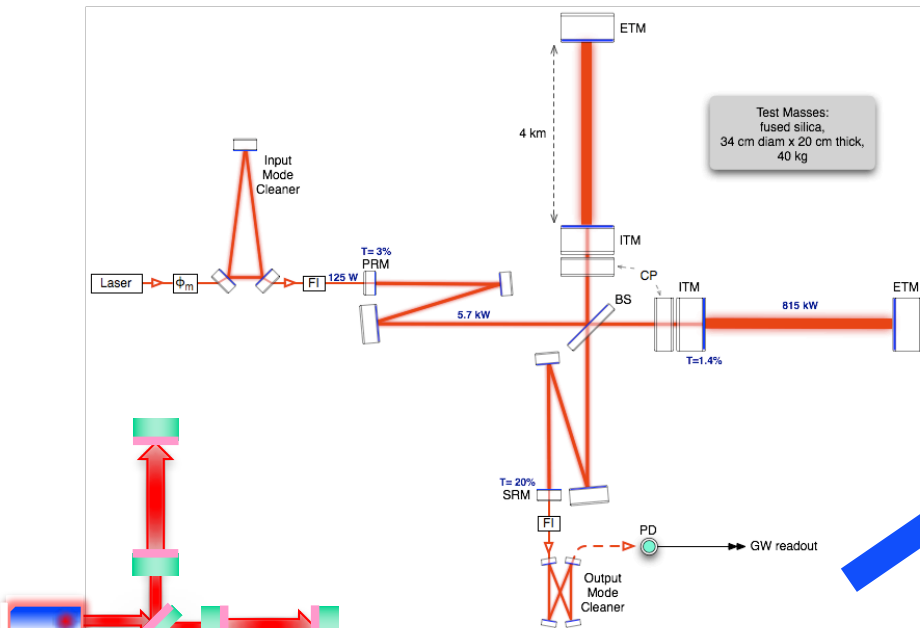 ETM
4 km
Test Masses:
fused silica,
34 cm diam x 20 cm thick,
40 kg
Input
Mode
Cleaner
ITM
T= 3%
PRM
Laser
Φm
FI
125 W
CP
BS
ITM
ETM
5.7 kW
815 kW
T=1.4%
T= 20%
SRM
FI
PD
GW readout
Output
Mode
Cleaner